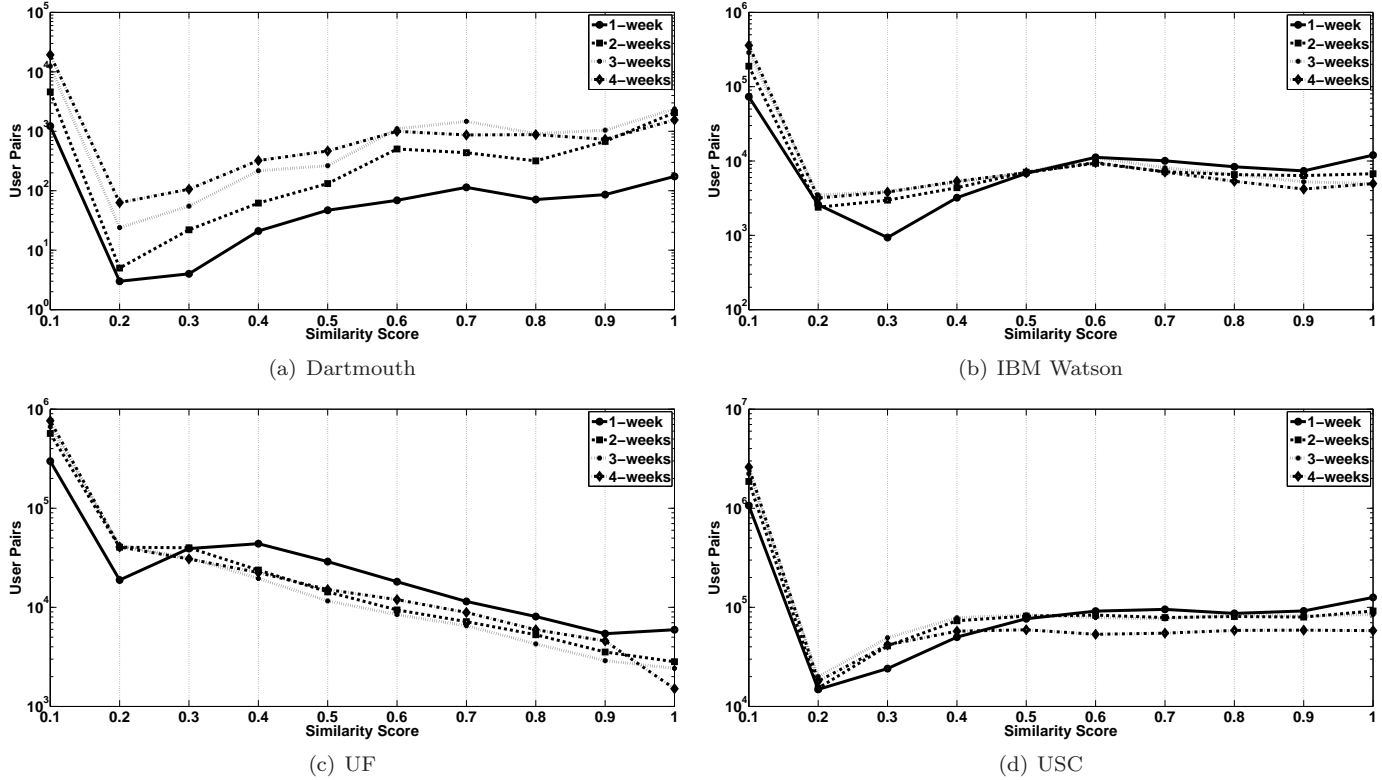 10^5
10^4
10^3
10^2
10^1
10^0
User Pairs
0.1 0.2 0.3 0.4 0.5 0.6 0.7 0.8 0.9 1
Similarity Score
1-week
2-weeks
3-weeks
4-weeks
(a) Dartmouth
10^6
10^5
10^4
10^3
10^2
User Pairs
0.1 0.2 0.3 0.4 0.5 0.6 0.7 0.8 0.9 1
Similarity Score
1-week
2-weeks
3-weeks
4-weeks
(b) IBM Watson
10^6
10^5
10^4
10^3
User Pairs
0.1 0.2 0.3 0.4 0.5 0.6 0.7 0.8 0.9 1
Similarity Score
1-week
2-weeks
3-weeks
4-weeks
(c) UF
10^7
10^6
10^5
10^4
User Pairs
0.1 0.2 0.3 0.4 0.5 0.6 0.7 0.8 0.9 1
Similarity Score
1-week
2-weeks
3-weeks
4-weeks
(d) USC